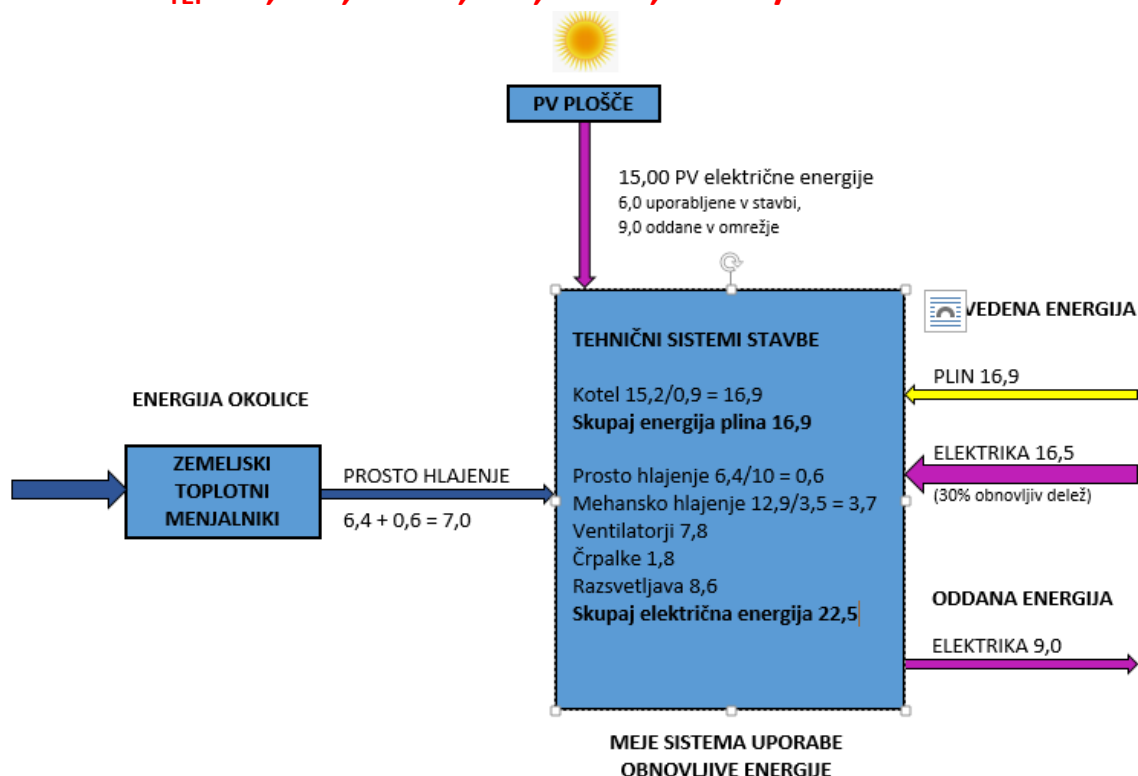 PV PLOŠČE
15,00 PV električne energije
6,0 uporabljene v stavbi,
9,0 oddane v omrežje
VEDENA ENERGIJA
TEHNIČNI SISTEMI STAVBE
PLIN 16,9
Kotel 15,2/0,9 = 16,9
Skupaj energija plina 16,9
ENERGIJA OKOLICE
ELEKTRIKA 16,5
(30% obnovljiv delež)
ZEMELJSKI
TOPLOTNI
MENJALNIKI
PROSTO HLAJENJE
6,4 + 0,6 = 7,0
Prosto hlajenje 6,4/10 = 0,6
Mehansko hlajenje 12,9/3,5 = 3,7
Ventilatorji 7,8
Črpalke 1,8
Razsvetljava 8,6
Skupaj električna energija 22,5
ODDANA ENERGIJA
ELEKTRIKA 9,0
MEJE SISTEMA UPORABE
OBNOVLJIVE ENERGIJE